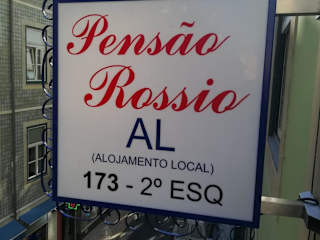 Pensão
Rossio
AL
(ALOJAMENTO LOCAL)
173 - 2º ESQ